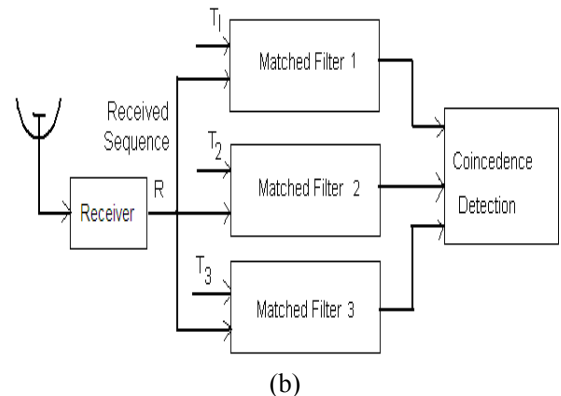 T1
Matched Filter 1
Received
Sequence
T2
Matched Filter 2
Coincedence
Detection
R
Receiver
T3
Matched Filter 3
(b)